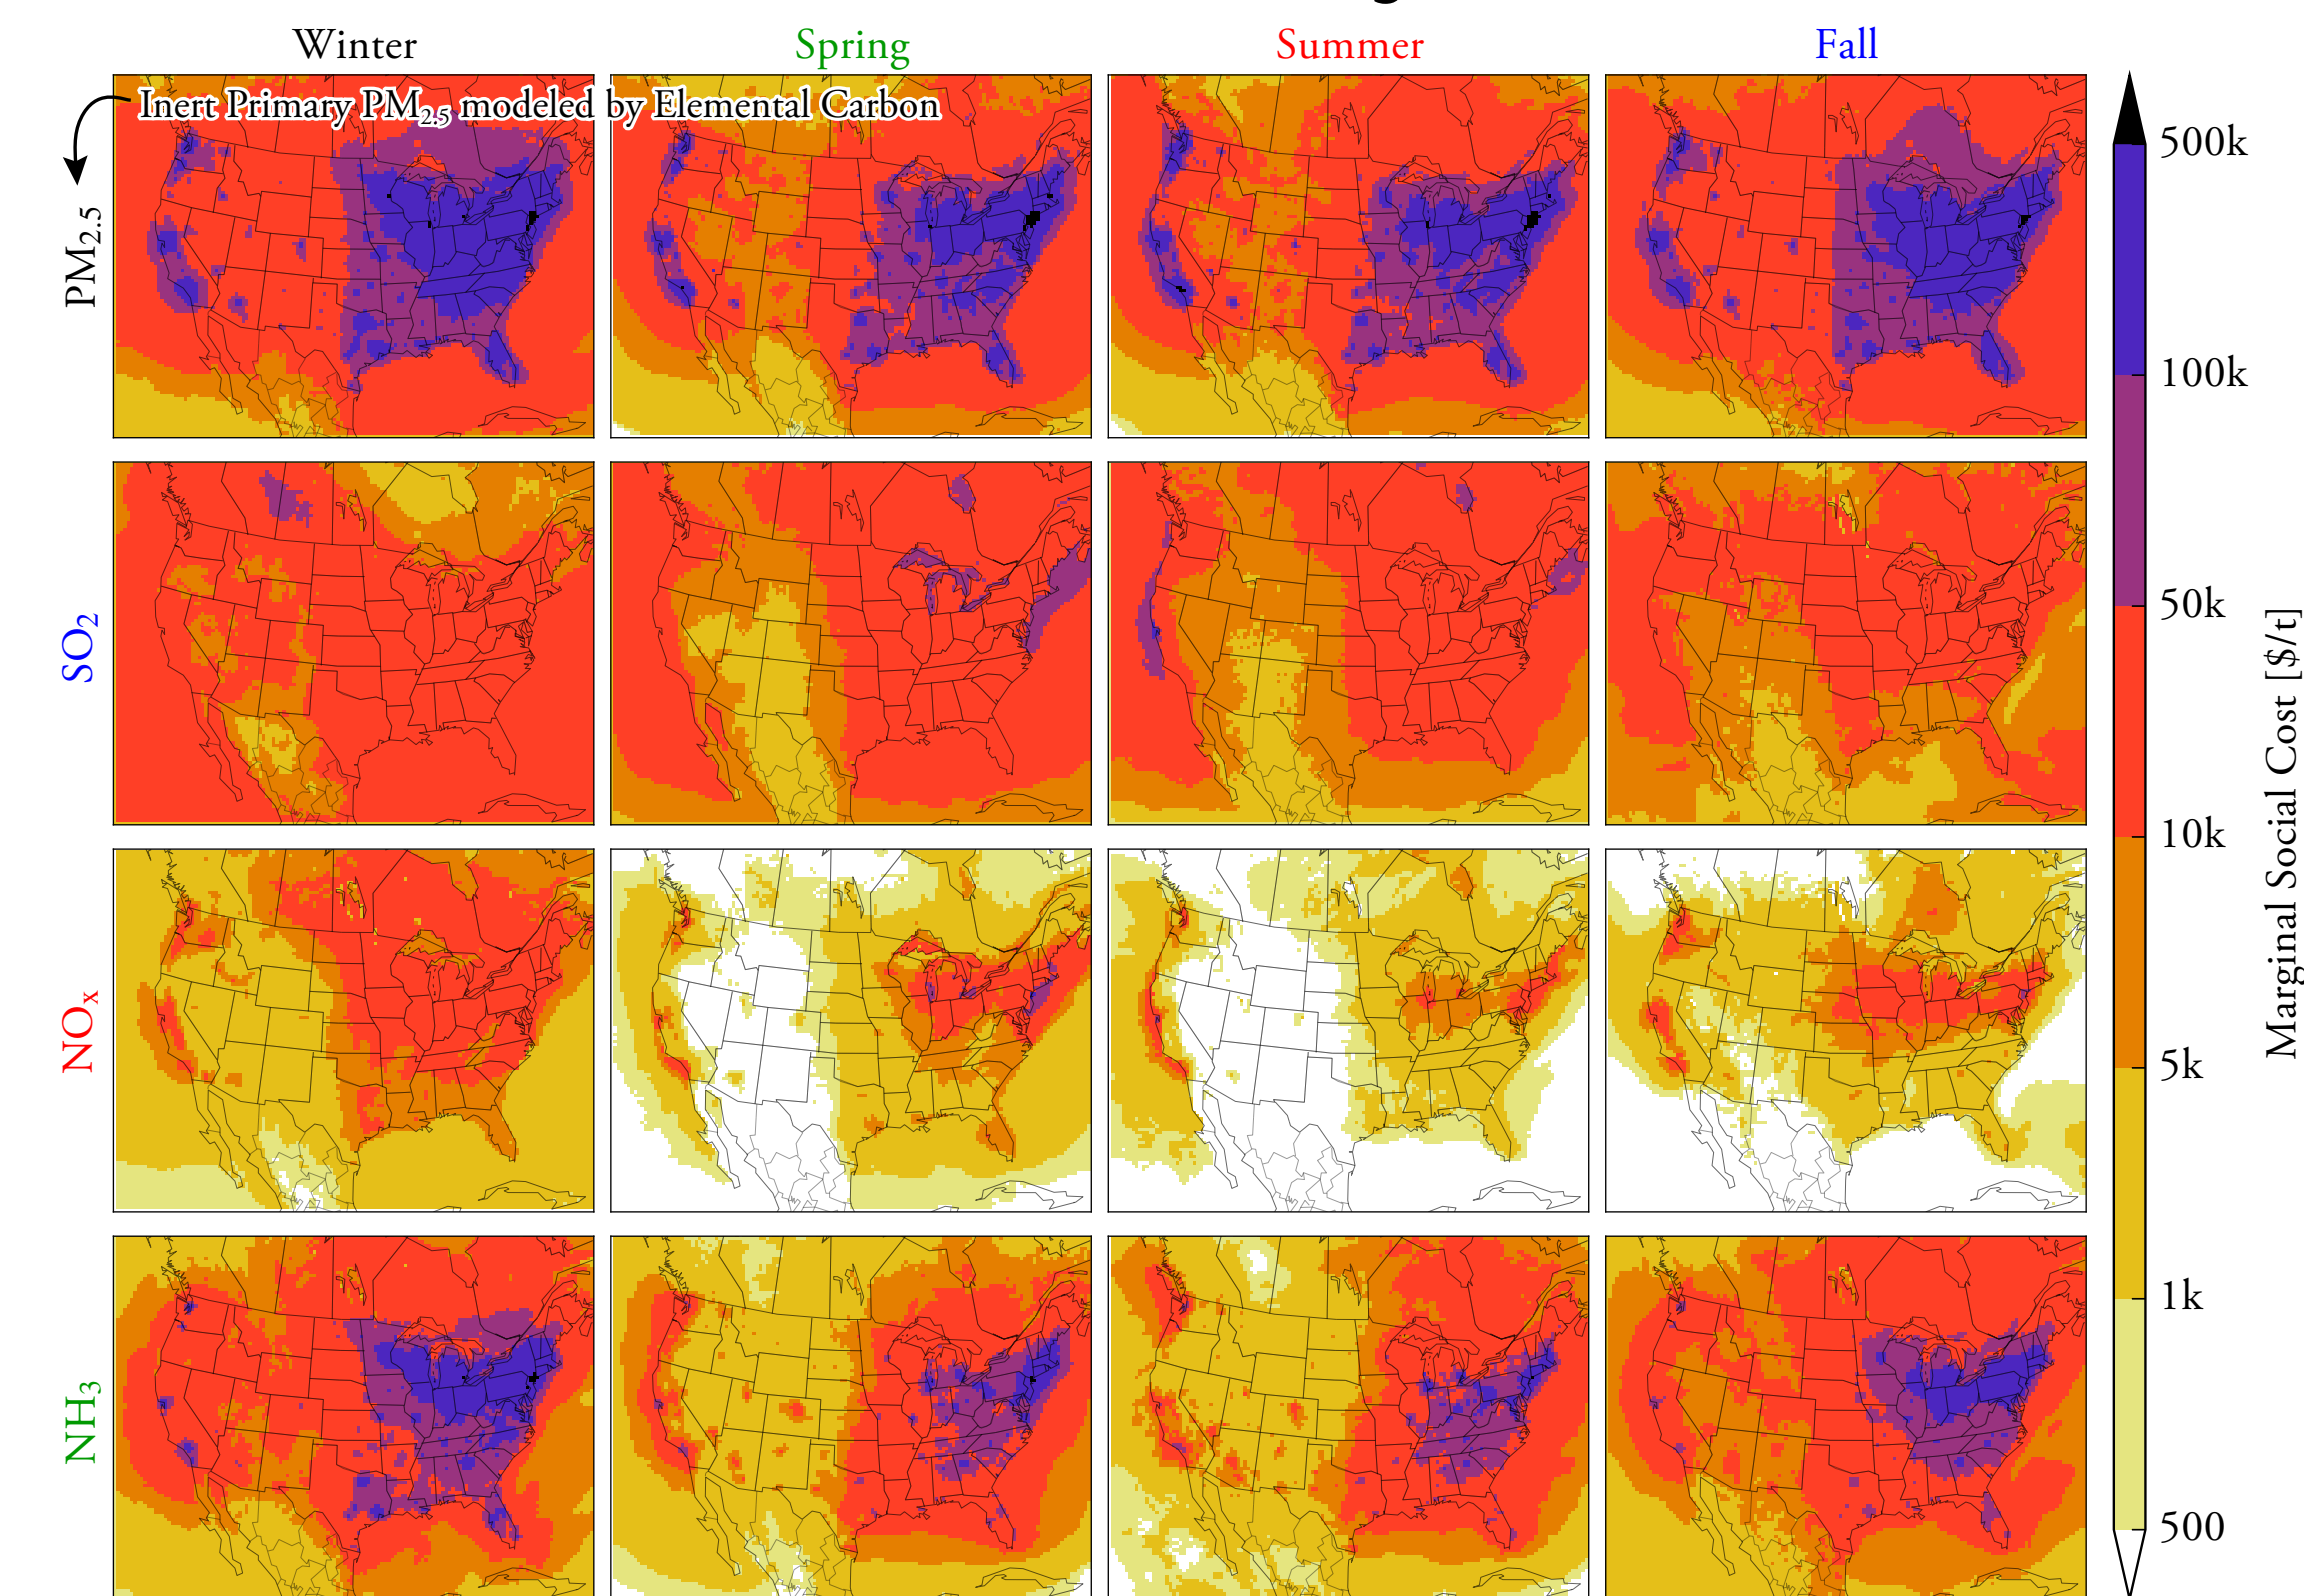 Winter Spring Summer Fall
Inert Primary PM₂.₅ modeled by Elemental Carbon
PM₂.₅
SO₂
NOₓ
NH₃
500k
100k
50k
10k
5k
1k
500
Marginal Social Cost [$/t]